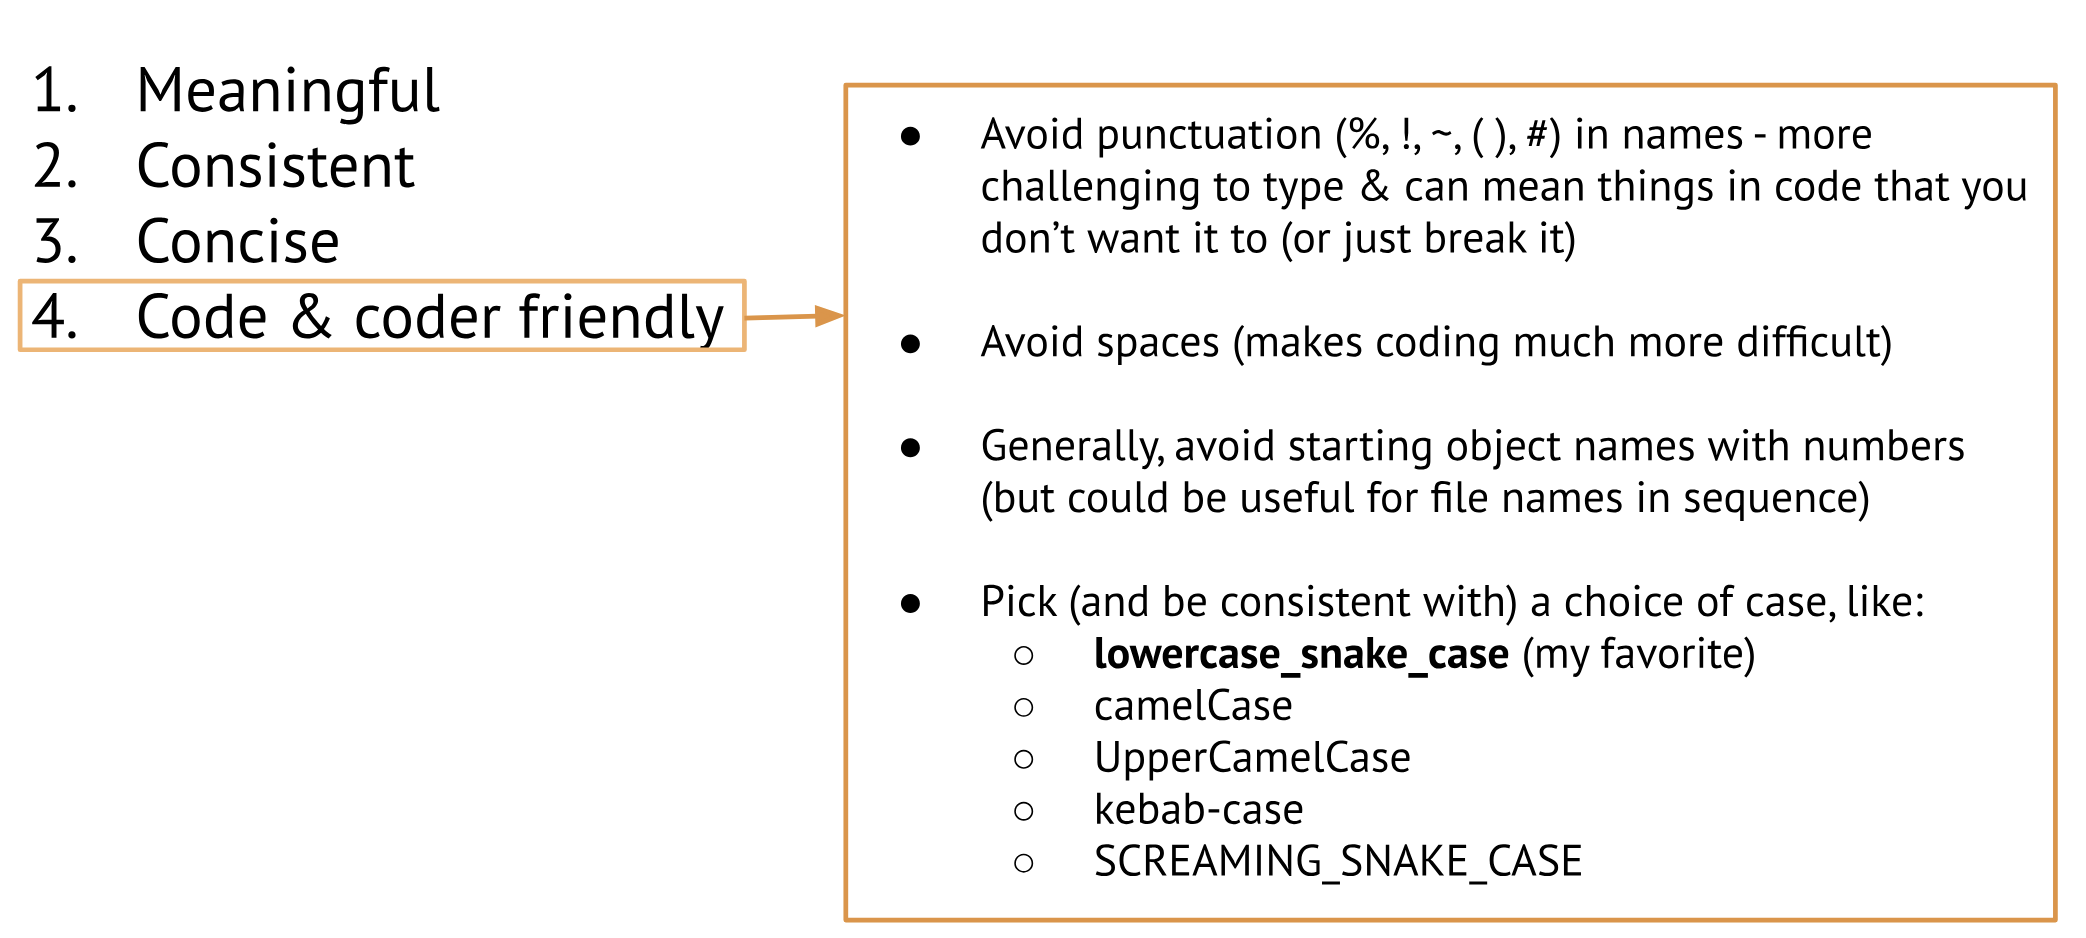 1. Meaningful
2. Consistent
3. Concise
4. Code & coder friendly
● Avoid punctuation (%, !, ~, ( ), #) in names - more
challenging to type & can mean things in code that you
don’t want it to (or just break it)
● Avoid spaces (makes coding much more difficult)
● Generally, avoid starting object names with numbers
(but could be useful for file names in sequence)
● Pick (and be consistent with) a choice of case, like:
○ lowercase_snake_case (my favorite)
○ camelCase
○ UpperCamelCase
○ kebab-case
○ SCREAMING_SNAKE_CASE